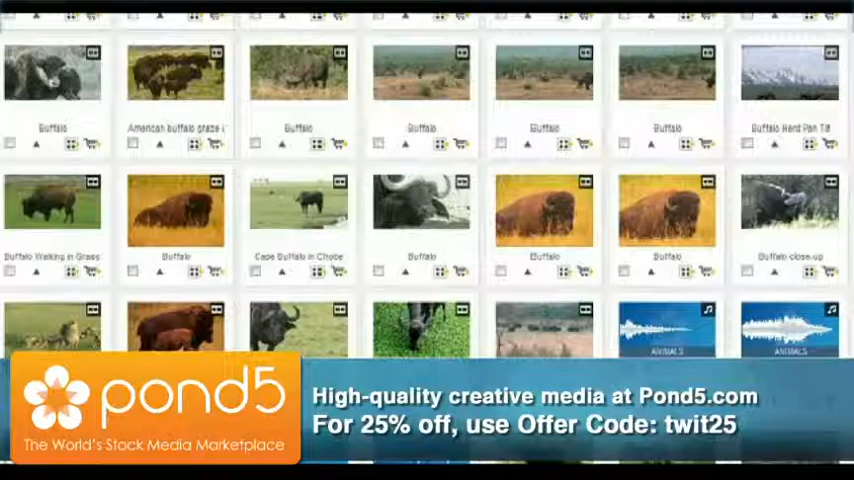 Buffalo
American buffalo graze i
Buffalo
Buffalo
Buffalo
Buffalo
Buffalo Herd Pan Tilt
Buffalo Walking in Grass
Buffalo
Cape Buffalo in Chobe
Buffalo
Buffalo
Buffalo
Buffalo close-up
ANIMALS
ANIMALS
pond5
The World's Stock Media Marketplace
High-quality creative media at Pond5.com
For 25% off, use Offer Code: twit25